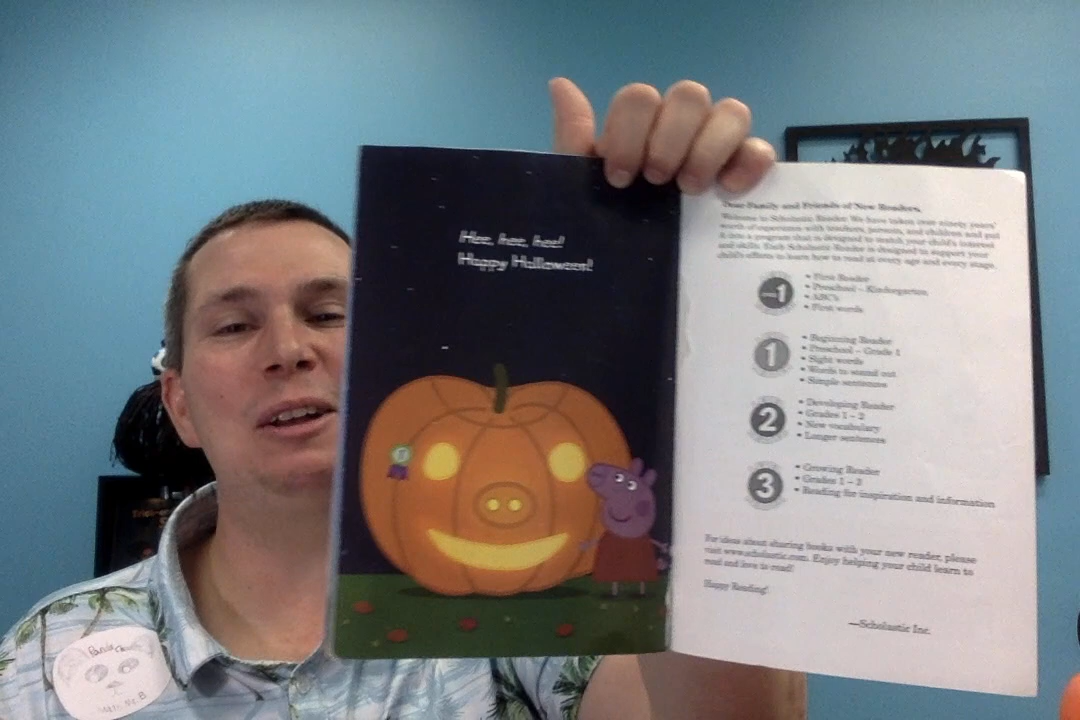 Hee, hee, hee!
Happy Halloween!
Dear Family and Friends of New Readers,
Welcome to Scholastic Reader. We have taken over ninety years'
worth of experience with teachers, parents, and children and put
it into a program that is designed to match your child's interest
and skills. Each Scholastic Reader is designed to support your
child's efforts to learn how to read at every age and every stage.
-1
• First Reader
• Preschool – Kindergarten
• ABC's
• First words
1
• Beginning Reader
• Preschool – Grade 1
• Sight words
• Words to sound out
• Simple sentences
2
• Developing Reader
• Grades 1 – 2
• New vocabulary
• Longer sentences
3
• Growing Reader
• Grades 1 – 3
• Reading for inspiration and information
For ideas about sharing books with your new reader, please
visit www.scholastic.com. Enjoy helping your child learn to
read and love to read!
Happy Reading!
—Scholastic Inc.
Panda
Mr. B